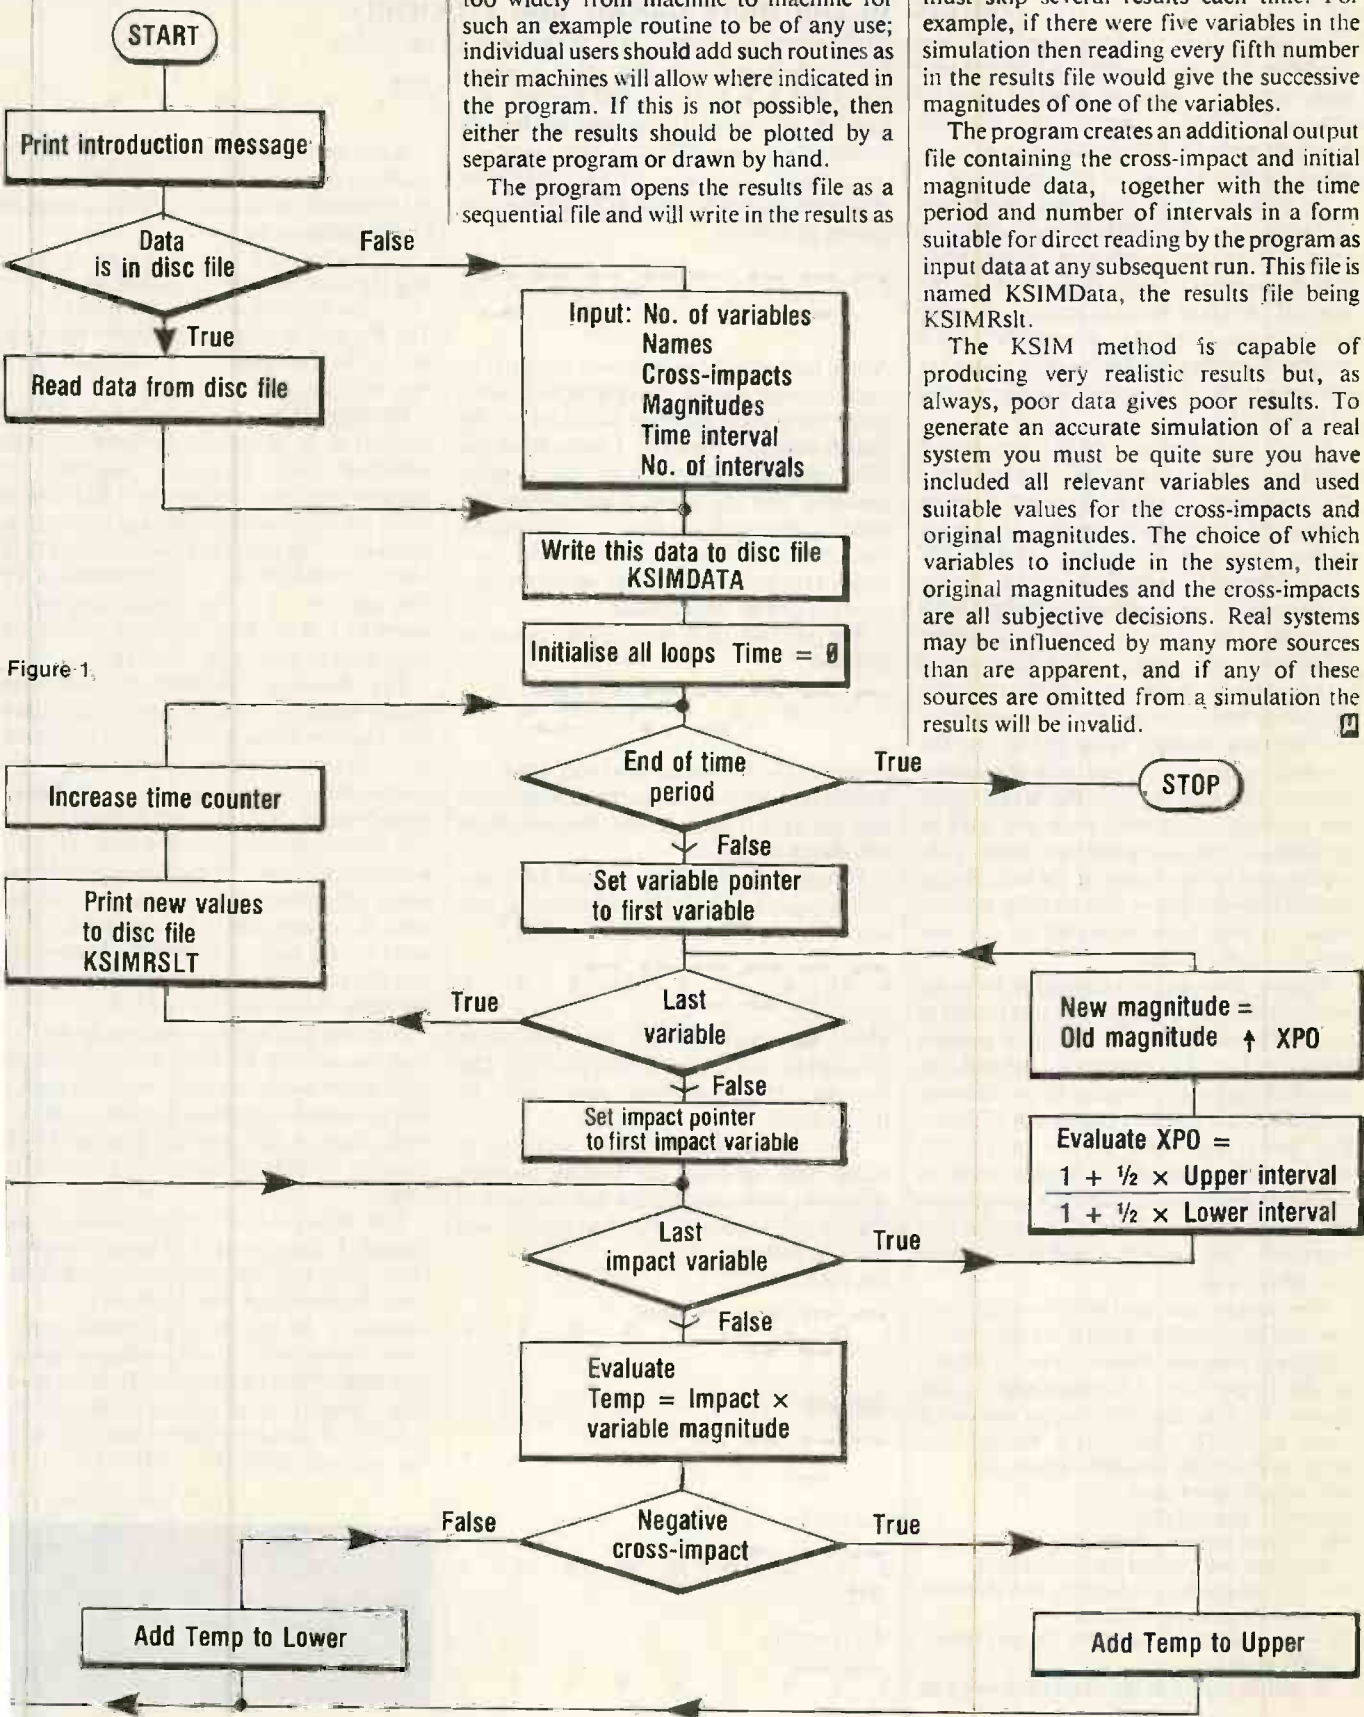 too widely from machine to machine for
such an example routine to be of any use;
individual users should add such routines as
their machines will allow where indicated in
the program. If this is not possible, then
either the results should be plotted by a
separate program or drawn by hand.
The program opens the results file as a
sequential file and will write in the results as
must skip several results each time. For
example, if there were five variables in the
simulation then reading every fifth number
in the results file would give the successive
magnitudes of one of the variables.
The program creates an additional output
file containing the cross-impact and initial
magnitude data, together with the time
period and number of intervals in a form
suitable for direct reading by the program as
input data at any subsequent run. This file is
named KSIMData, the results file being
KSIMRslt.
The KSIM method is capable of
producing very realistic results but, as
always, poor data gives poor results. To
generate an accurate simulation of a real
system you must be quite sure you have
included all relevant variables and used
suitable values for the cross-impacts and
original magnitudes. The choice of which
variables to include in the system, their
original magnitudes and the cross-impacts
are all subjective decisions. Real systems
may be influenced by many more sources
than are apparent, and if any of these
sources are omitted from a simulation the
results will be invalid.
START
Print introduction message
Data
is in disc file
False
True
Read data from disc file
Input: No. of variables
Names
Cross-impacts
Magnitudes
Time interval
No. of intervals
Write this data to disc file
KSIMDATA
Initialise all loops Time = 0
Figure 1.
End of time
period
True
STOP
False
Increase time counter
Print new values
to disc file
KSIMRSLT
Set variable pointer
to first variable
True
Last
variable
False
New magnitude =
Old magnitude ↑ XPO
Set impact pointer
to first impact variable
Evaluate XPO =
1 + ½ × Upper interval
1 + ½ × Lower interval
Last
impact variable
True
False
Evaluate
Temp = Impact ×
variable magnitude
False
Negative
cross-impact
True
Add Temp to Lower
Add Temp to Upper